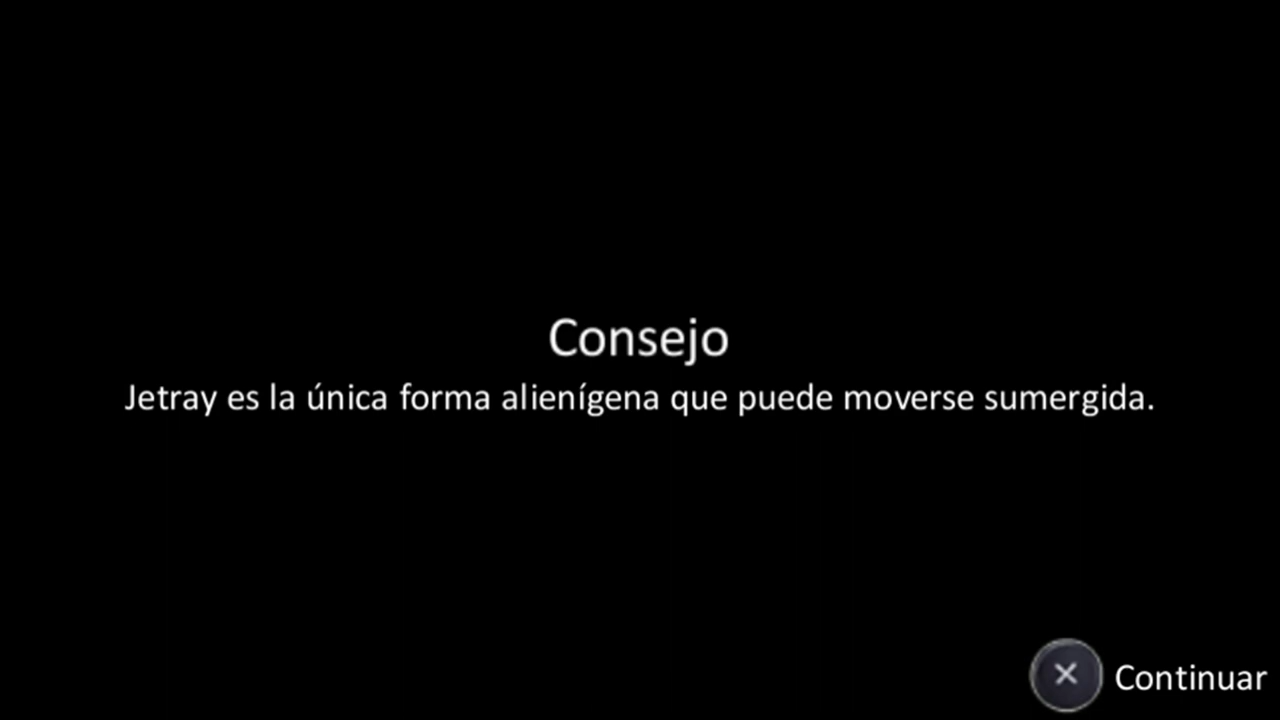 Consejo
Jetray es la única forma alienígena que puede moverse sumergida.
Continuar